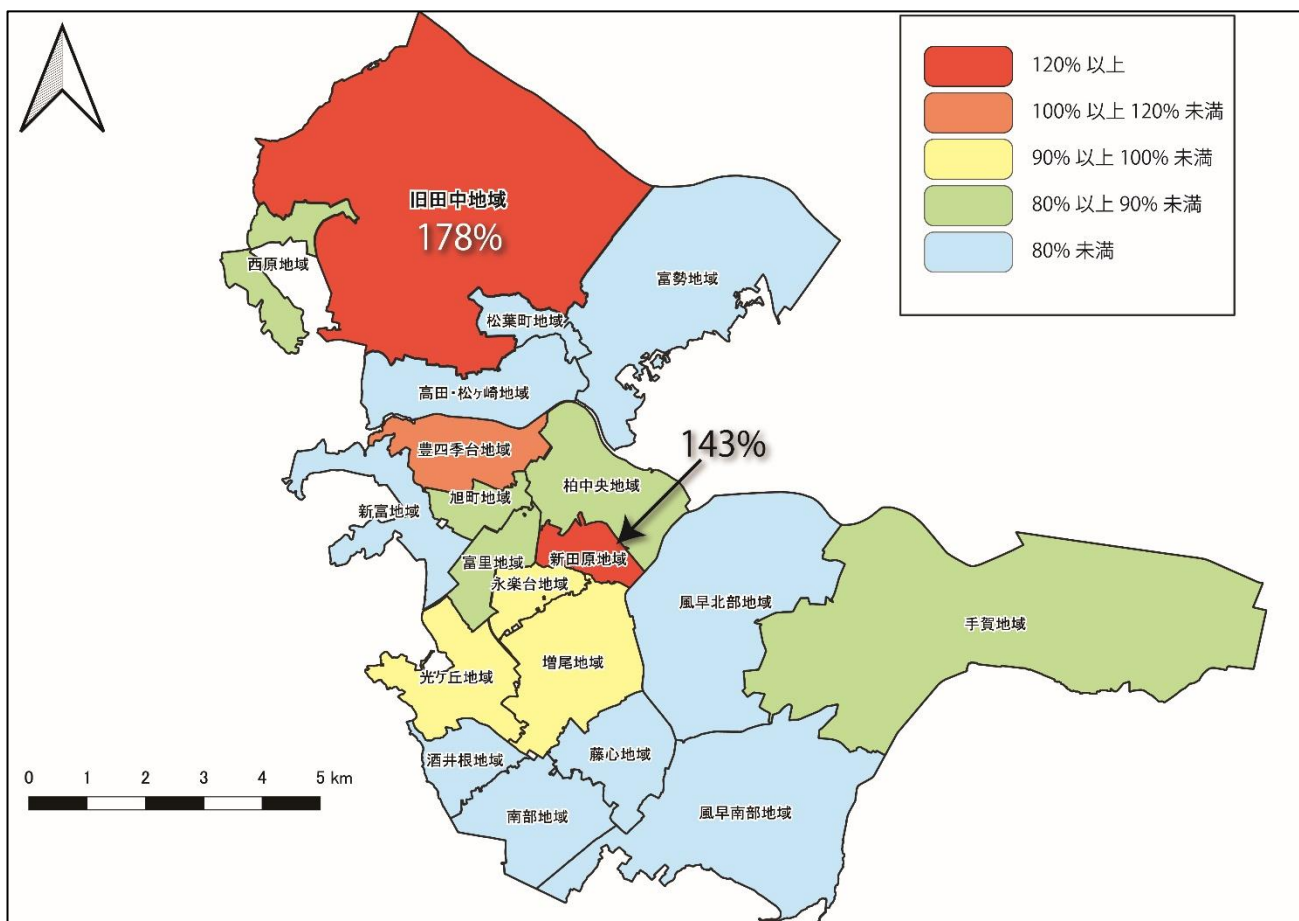 120% 以上
100% 以上 120% 未満
90% 以上 100% 未満
80% 以上 90% 未満
80% 未満
旧田中地域
178%
西原地域
富勢地域
松葉町地域
高田・松ヶ崎地域
豊四季台地域
143%
柏中央地域
旭町地域
新富地域
富里地域
新田原地域
永楽台地域
風早北部地域
手賀地域
増尾地域
光ケ丘地域
酒井根地域
藤心地域
南部地域
風早南部地域
0 1 2 3 4 5 km